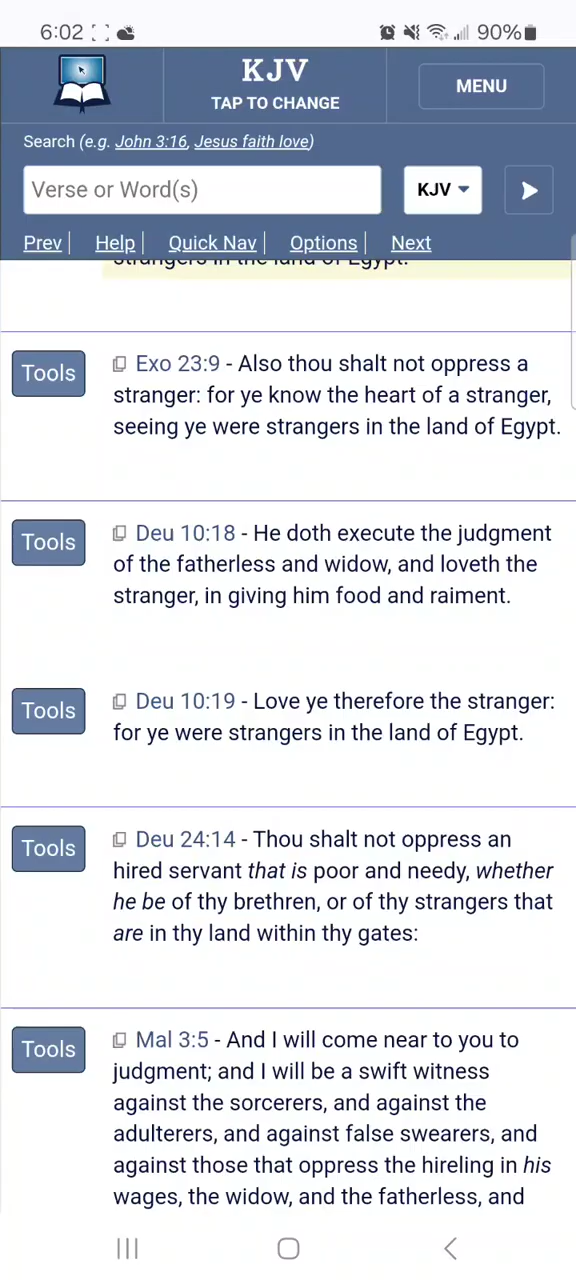 6:02
90%
KJV
TAP TO CHANGE
MENU
Search (e.g. John 3:16, Jesus faith love)
Verse or Word(s)
KJV
Prev
Help
Quick Nav
Options
Next
strangers in the land of Egypt.
Tools
Exo 23:9 - Also thou shalt not oppress a
stranger: for ye know the heart of a stranger,
seeing ye were strangers in the land of Egypt.
Tools
Deu 10:18 - He doth execute the judgment
of the fatherless and widow, and loveth the
stranger, in giving him food and raiment.
Tools
Deu 10:19 - Love ye therefore the stranger:
for ye were strangers in the land of Egypt.
Tools
Deu 24:14 - Thou shalt not oppress an
hired servant that is poor and needy, whether
he be of thy brethren, or of thy strangers that
are in thy land within thy gates:
Tools
Mal 3:5 - And I will come near to you to
judgment; and I will be a swift witness
against the sorcerers, and against the
adulterers, and against false swearers, and
against those that oppress the hireling in his
wages, the widow, and the fatherless, and